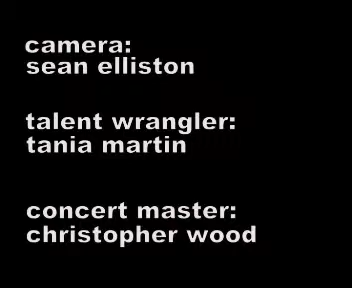 camera:
sean elliston
talent wrangler:
tania martin
concert master:
christopher wood